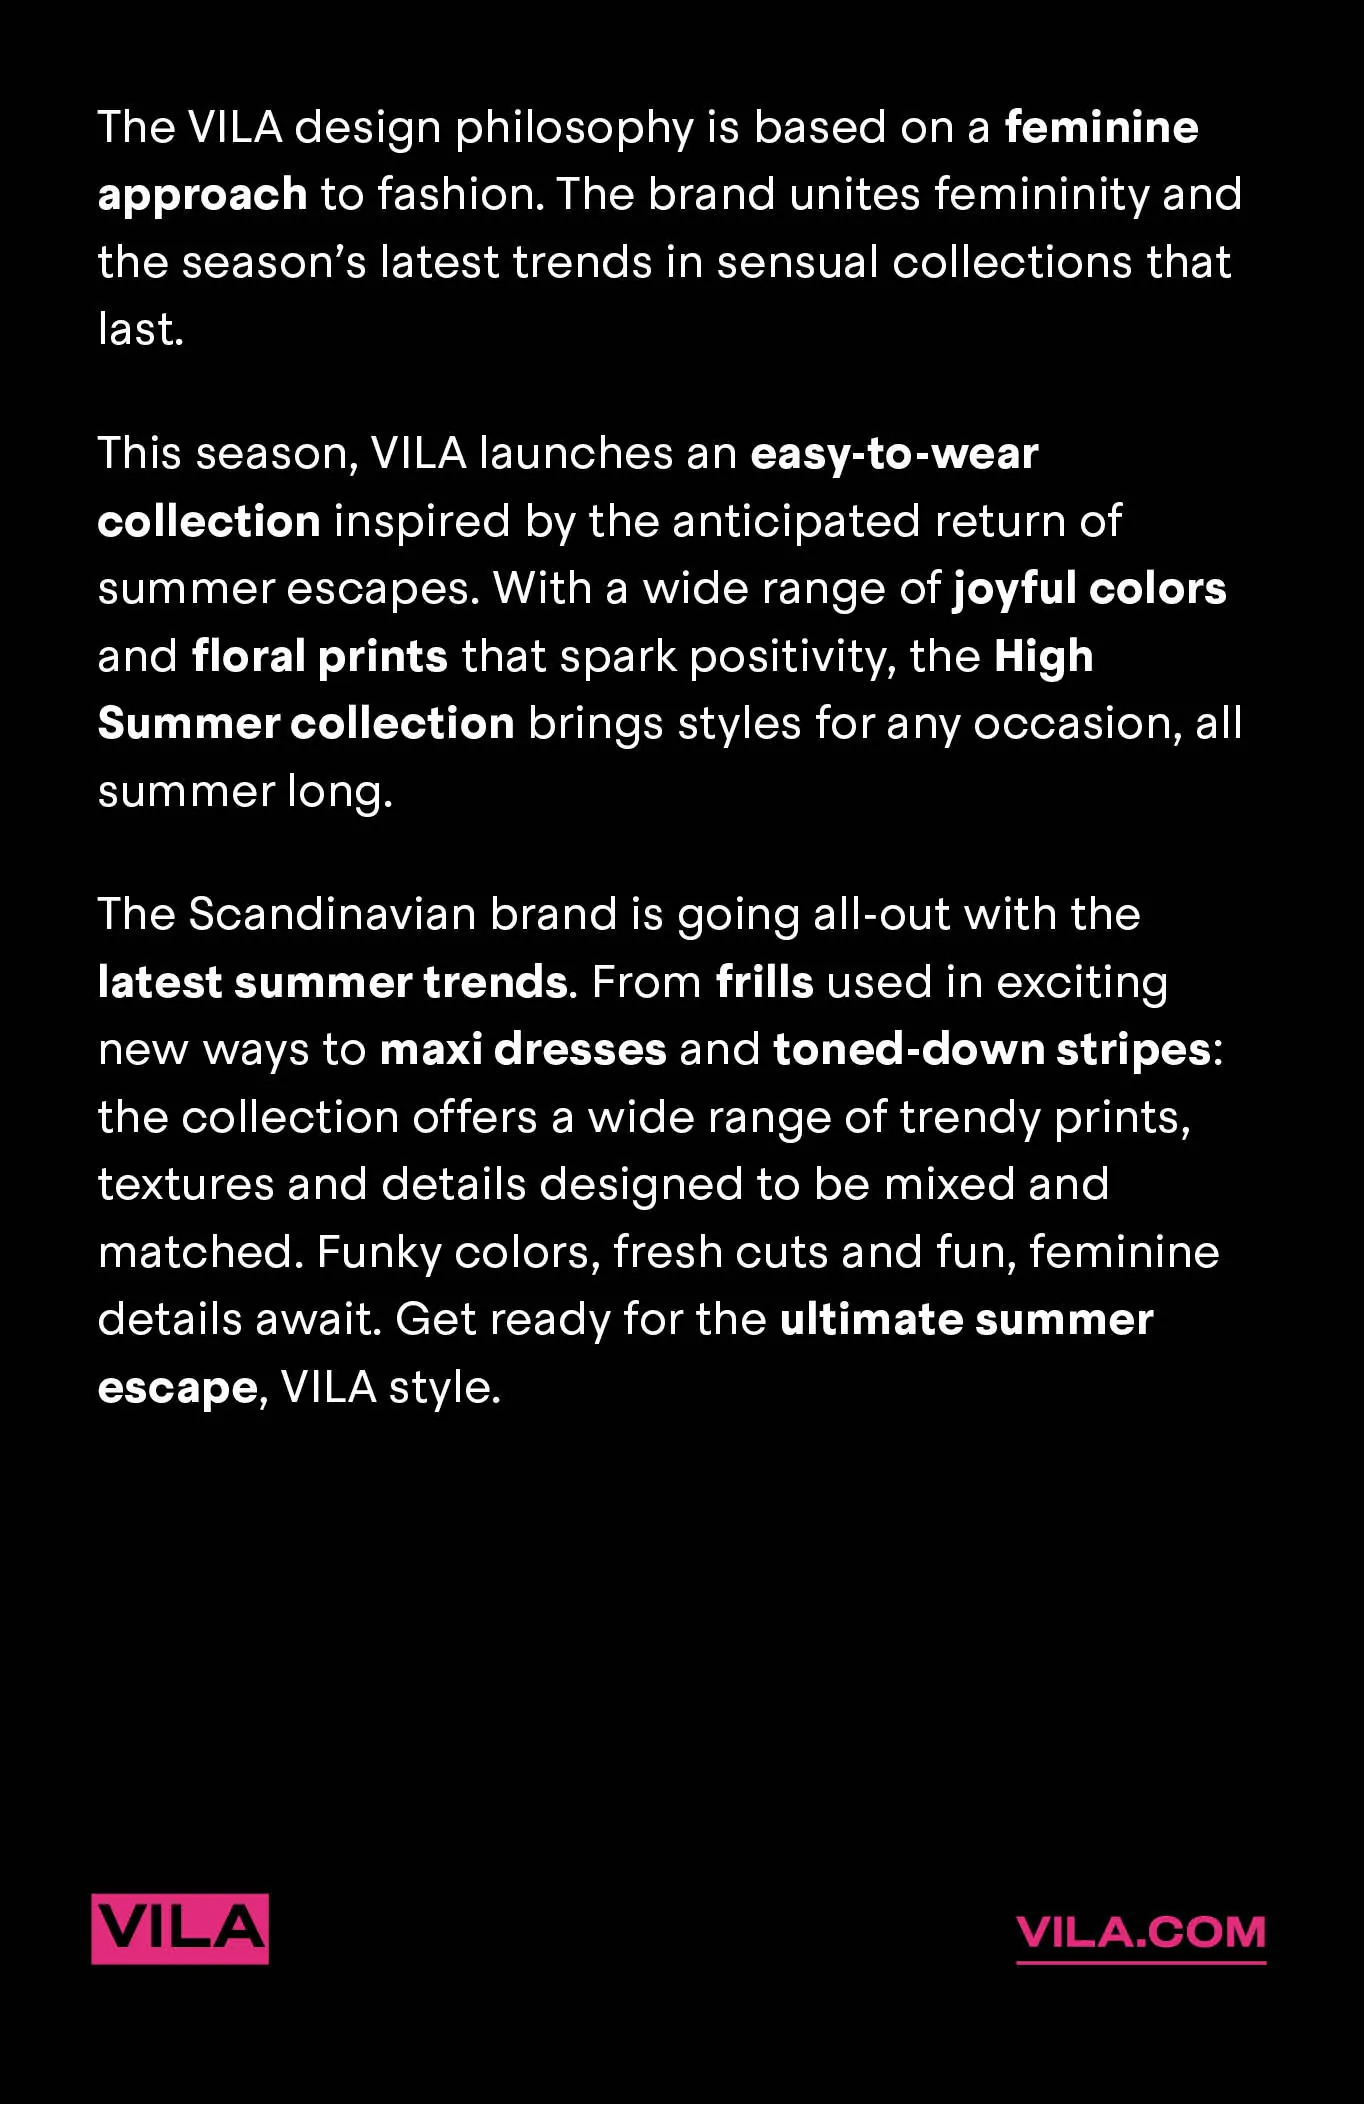 The VILA design philosophy is based on a feminine
approach to fashion. The brand unites femininity and
the season’s latest trends in sensual collections that
last.
This season, VILA launches an easy-to-wear
collection inspired by the anticipated return of
summer escapes. With a wide range of joyful colors
and floral prints that spark positivity, the High
Summer collection brings styles for any occasion, all
summer long.
The Scandinavian brand is going all-out with the
latest summer trends. From frills used in exciting
new ways to maxi dresses and toned-down stripes:
the collection offers a wide range of trendy prints,
textures and details designed to be mixed and
matched. Funky colors, fresh cuts and fun, feminine
details await. Get ready for the ultimate summer
escape, VILA style.
VILA
VILA.COM